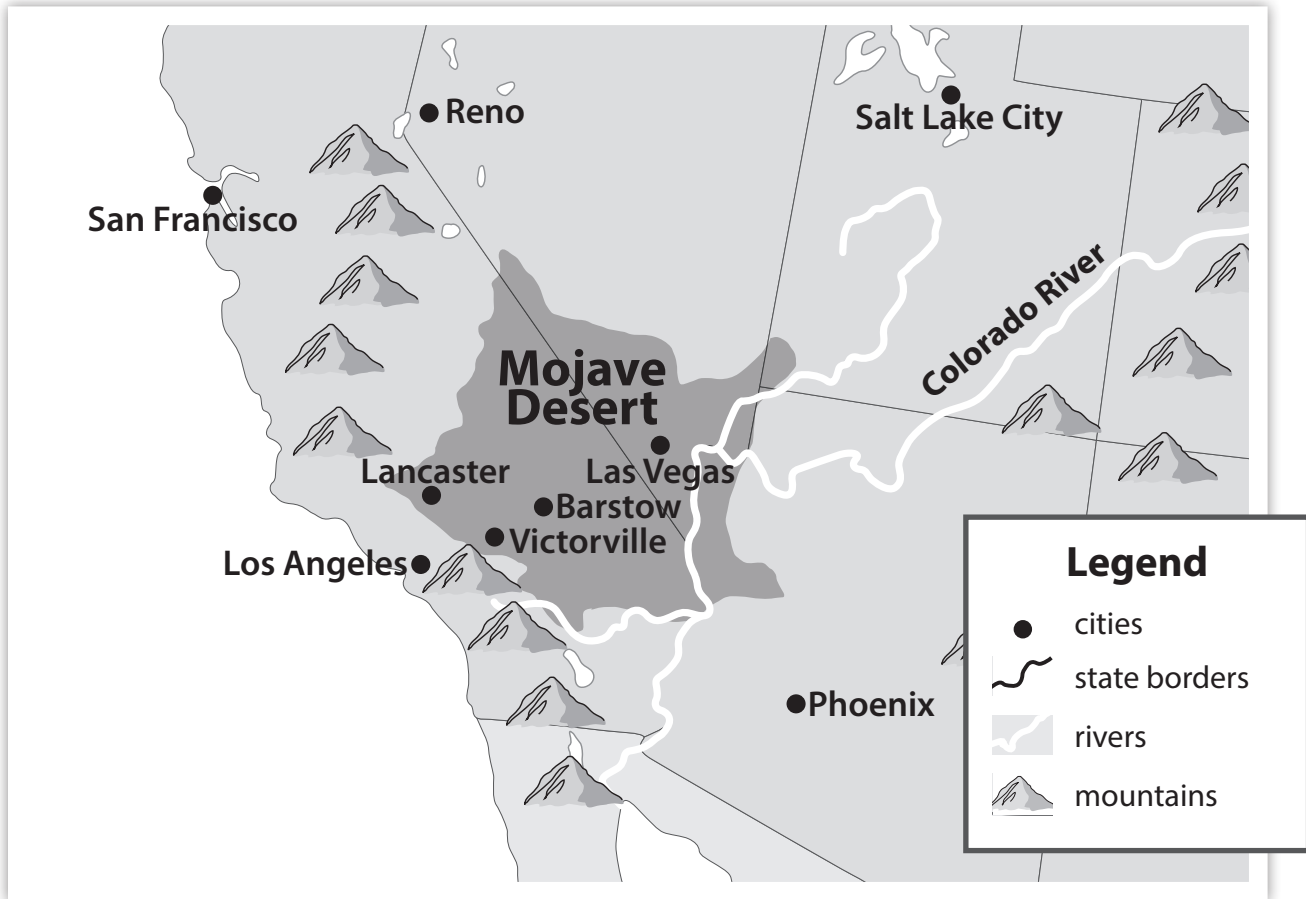 Reno
Salt Lake City
San Francisco
Colorado River
Mojave
Desert
Lancaster
Las Vegas
Barstow
Victorville
Los Angeles
Phoenix
Legend
cities
state borders
rivers
mountains